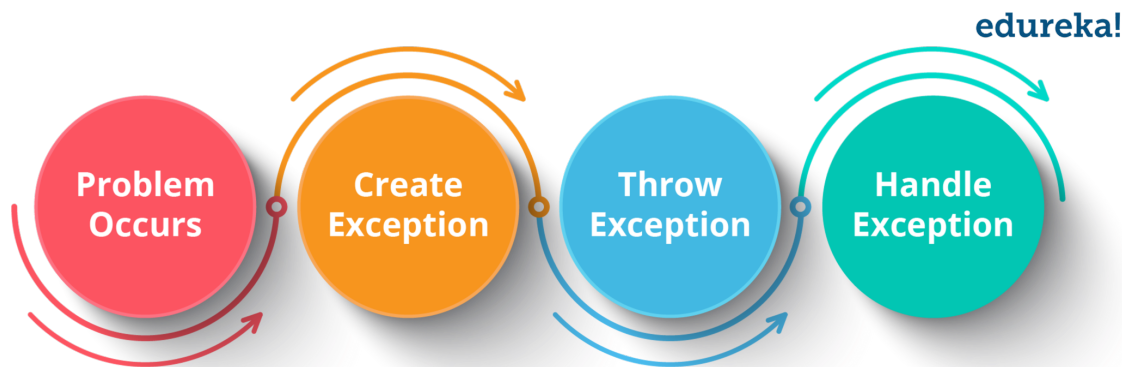 edureka!
Problem
Occurs
Create
Exception
Throw
Exception
Handle
Exception